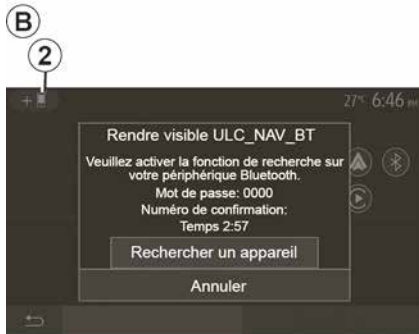 B
2
27°C 6:46 PM
Rendre visible ULC_NAV_BT
Veuillez activer la fonction de recherche sur
votre périphérique Bluetooth.
Mot de passe: 0000
Numéro de confirmation:
Temps 2:57
Rechercher un appareil
Annuler